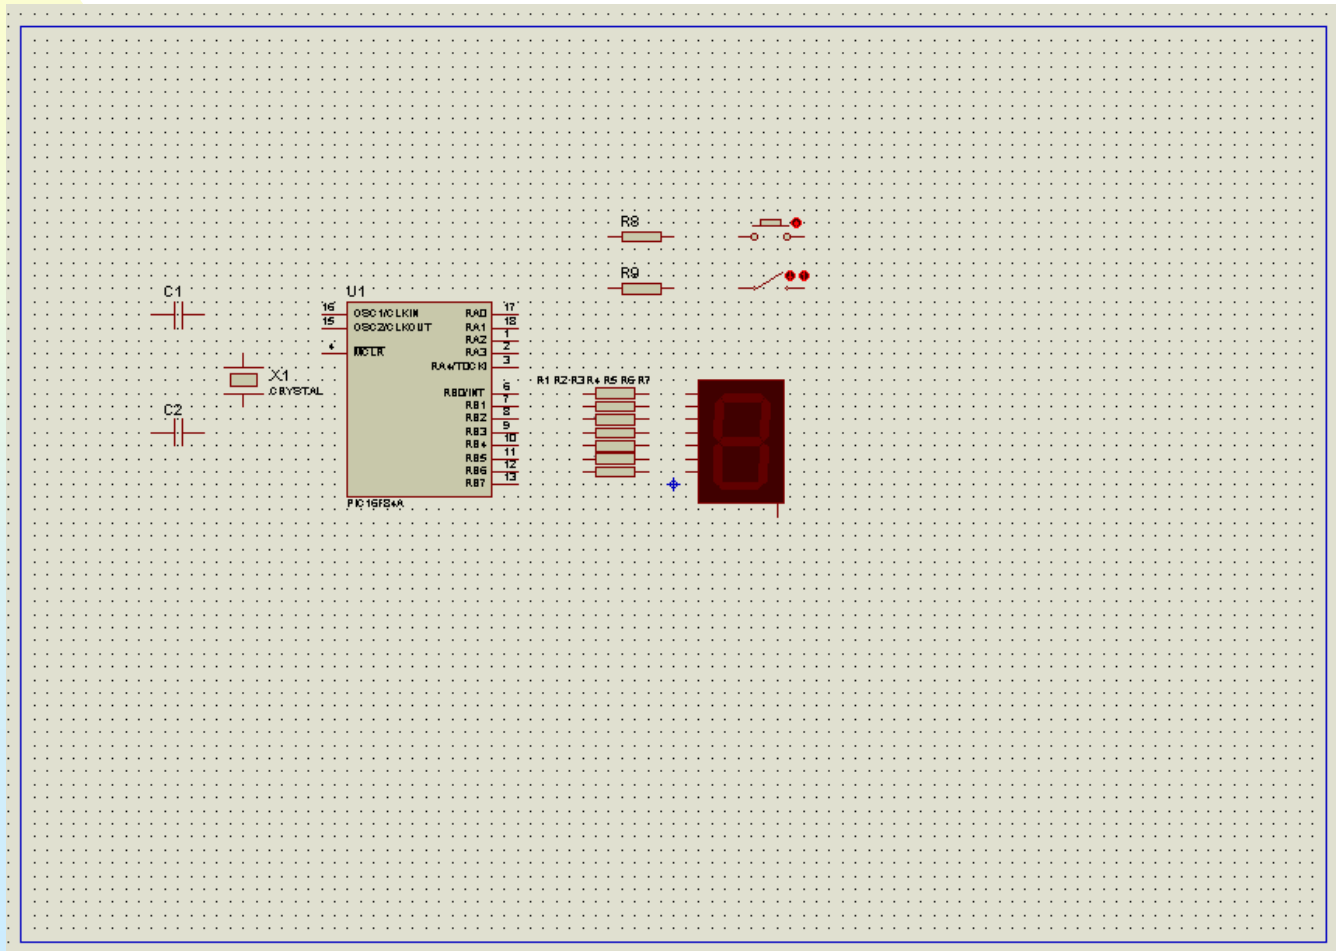 R8
R9
C1
U1
16 OSC1/CLKIN RA0 17
15 OSC2/CLKOUT RA1 18
RA2 1
4 MCLR RA3 2
RA4/T0CKI 3
X1
CRYSTAL
R1 R2 R3 R4 R5 R6 R7
RB0/INT 6
RB1 7
C2
RB2 8
RB3 9
RB4 10
RB5 11
RB6 12
RB7 13
PIC16F84A